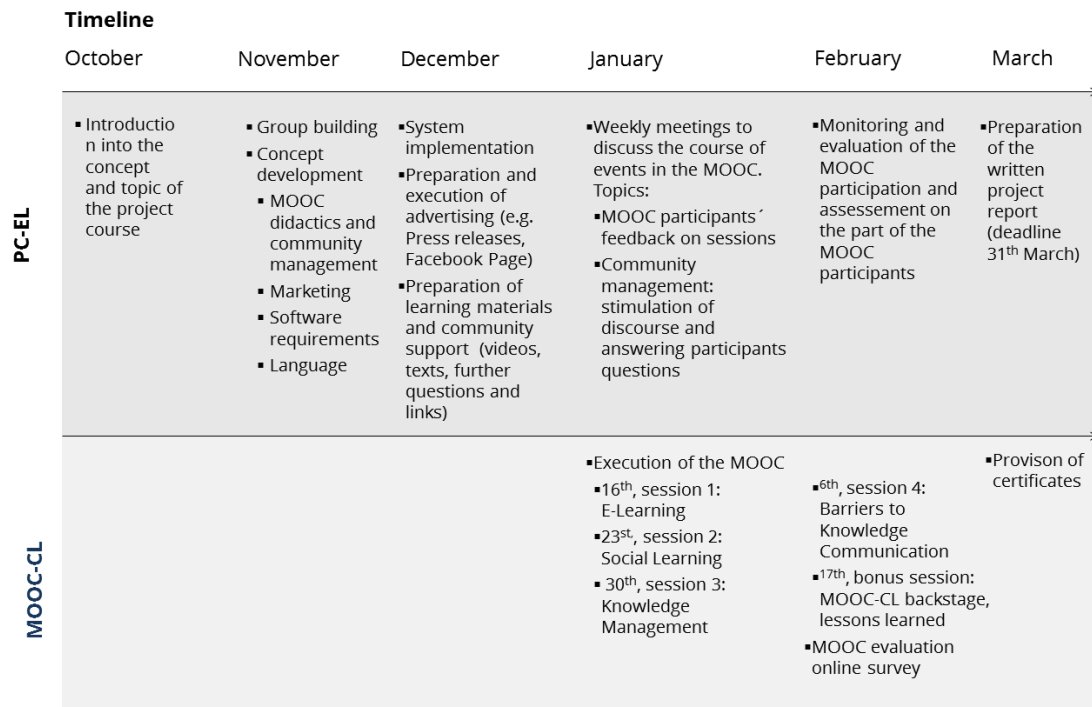 Timeline
October
November
December
January
February
March
PC-EL
▪ Introductio
n into the
concept
and topic of
the project
course
▪ Group building
▪ Concept
development
▪ MOOC
didactics and
community
management
▪ Marketing
▪ Software
requirements
▪ Language
▪System
implementation
▪Preparation and
execution of
advertising (e.g.
Press releases,
Facebook Page)
▪Preparation of
learning materials
and community
support (videos,
texts, further
questions and
links)
▪Weekly meetings to
discuss the course of
events in the MOOC.
Topics:
▪MOOC participants´
feedback on sessions
▪Community
management:
stimulation of
discourse and
answering participants
questions
▪Monitoring and
evaluation of the
MOOC
participation and
assessement on
the part of the
MOOC
participants
▪Preparation
of the
written
project
report
(deadline
31th March)
MOOC-CL
▪Execution of the MOOC
▪16th, session 1:
E-Learning
▪23st, session 2:
Social Learning
▪ 30th, session 3:
Knowledge
Management
▪6th, session 4:
Barriers to
Knowledge
Communication
▪17th, bonus session:
MOOC-CL backstage,
lessons learned
▪MOOC evaluation
online survey
▪Provison of
certificates